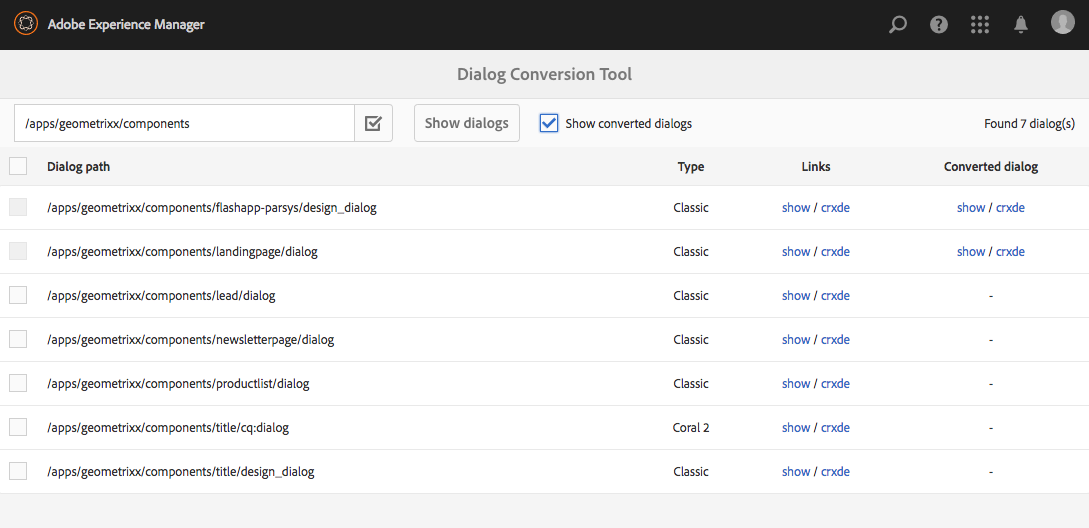 Adobe Experience Manager
Dialog Conversion Tool
/apps/geometrixx/components Show dialogs Show converted dialogs Found 7 dialog(s)
Dialog path Type Links Converted dialog
/apps/geometrixx/components/flashapp-parsys/design_dialog Classic show / crxde show / crxde
/apps/geometrixx/components/landingpage/dialog Classic show / crxde show / crxde
/apps/geometrixx/components/lead/dialog Classic show / crxde -
/apps/geometrixx/components/newsletterpage/dialog Classic show / crxde -
/apps/geometrixx/components/productlist/dialog Classic show / crxde -
/apps/geometrixx/components/title/cq:dialog Coral 2 show / crxde -
/apps/geometrixx/components/title/design_dialog Classic show / crxde -